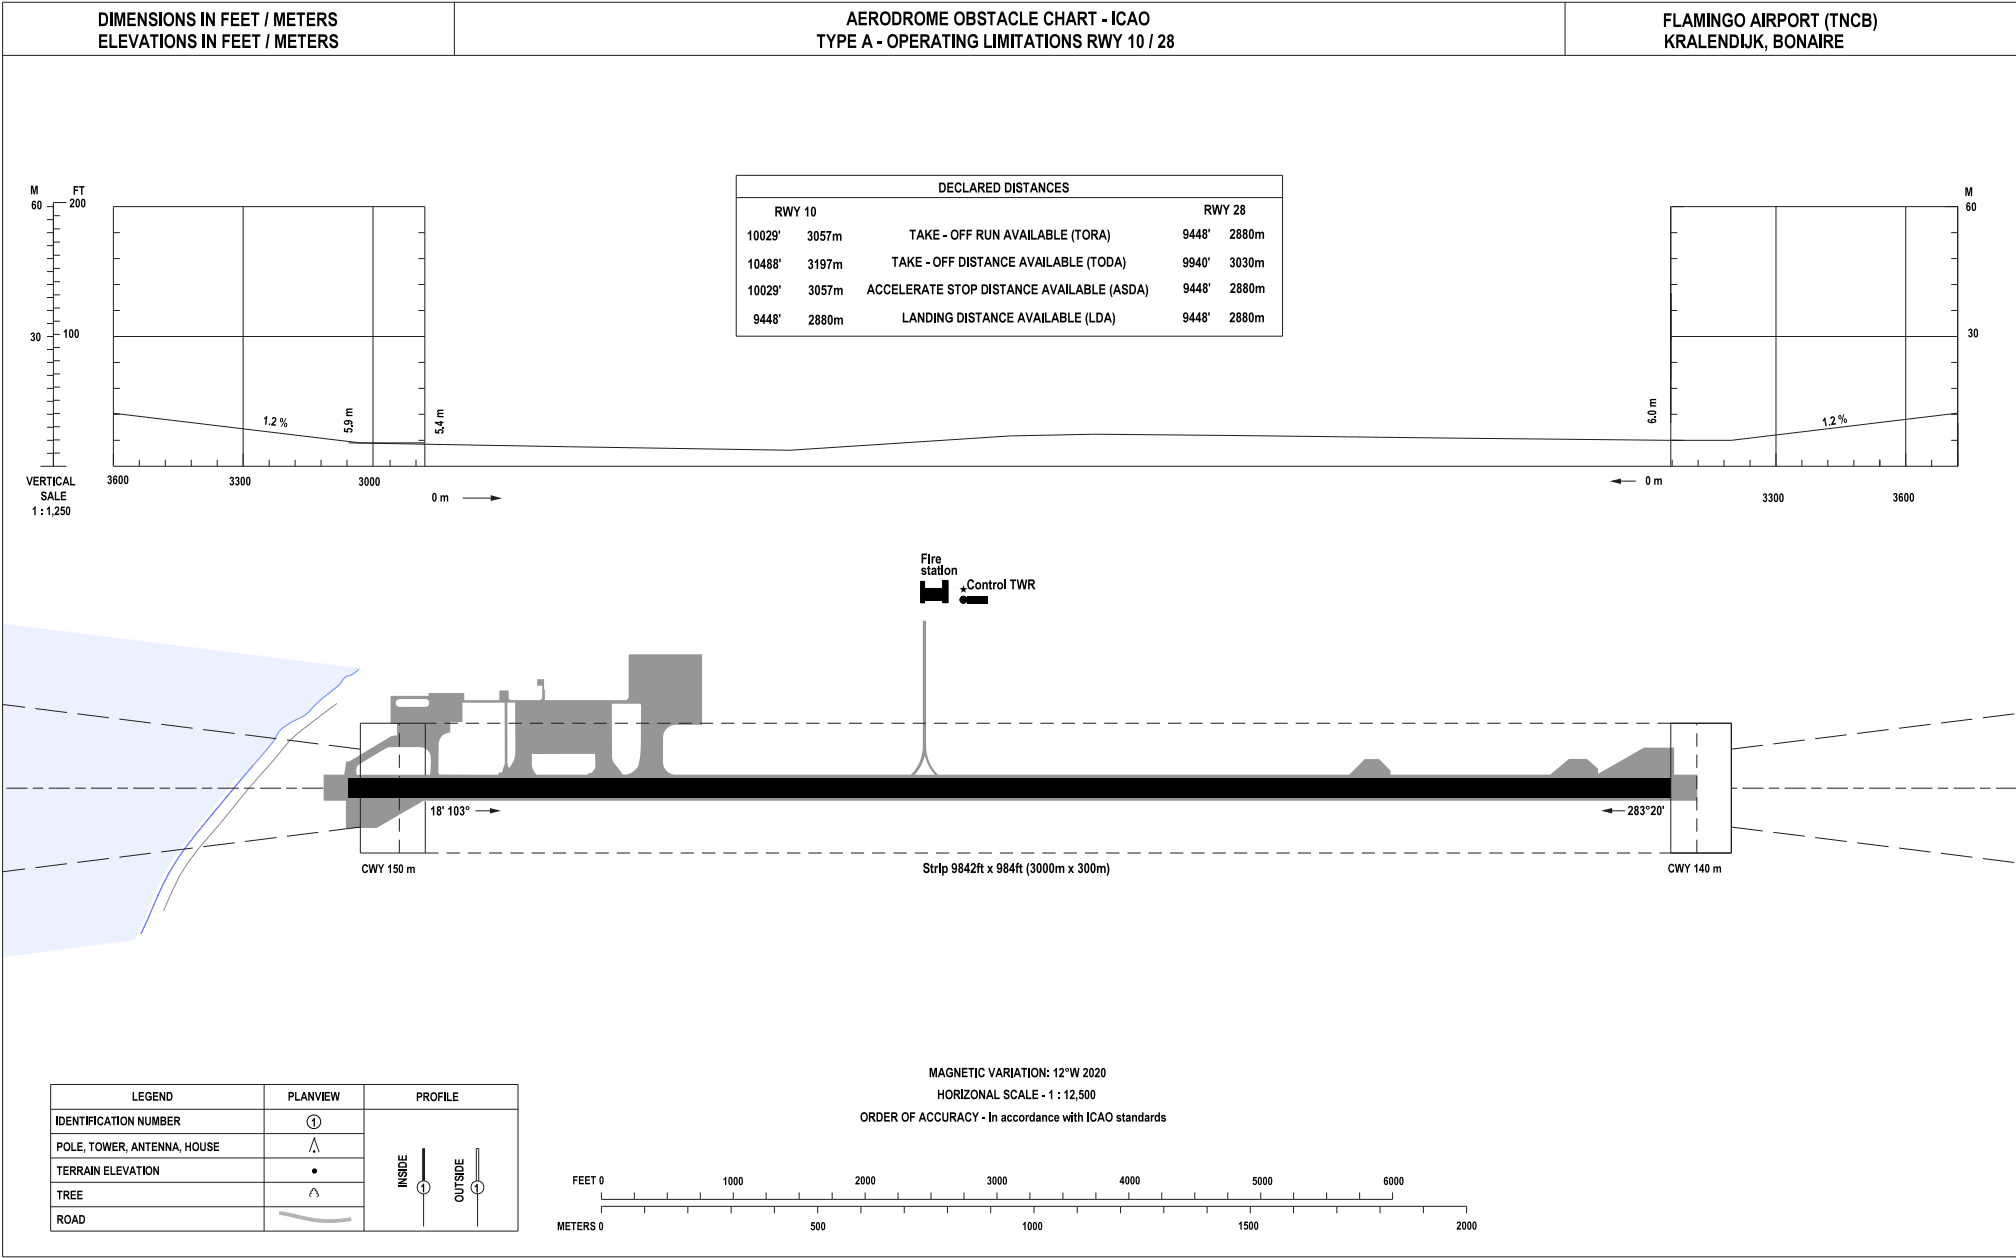 DIMENSIONS IN FEET / METERS
ELEVATIONS IN FEET / METERS
AERODROME OBSTACLE CHART - ICAO
TYPE A - OPERATING LIMITATIONS RWY 10 / 28
FLAMINGO AIRPORT (TNCB)
KRALENDIJK, BONAIRE
DECLARED DISTANCES
RWY 10 RWY 28
10029' 3057m TAKE - OFF RUN AVAILABLE (TORA) 9448' 2880m
10488' 3197m TAKE - OFF DISTANCE AVAILABLE (TODA) 9940' 3030m
10029' 3057m ACCELERATE STOP DISTANCE AVAILABLE (ASDA) 9448' 2880m
9448' 2880m LANDING DISTANCE AVAILABLE (LDA) 9448' 2880m
M FT
60 200
30 100
VERTICAL
SALE
1 : 1,250
1.2 %
5.9 m
5.4 m
3600 3300 3000
0 m
M
60
30
6.0 m
1.2 %
0 m
3300 3600
Fire
station
Control TWR
18' 103°
283°20'
CWY 150 m
Strip 9842ft x 984ft (3000m x 300m)
CWY 140 m
MAGNETIC VARIATION: 12°W 2020
HORIZONAL SCALE - 1 : 12,500
ORDER OF ACCURACY - In accordance with ICAO standards
LEGEND PLANVIEW PROFILE
IDENTIFICATION NUMBER 1
POLE, TOWER, ANTENNA, HOUSE
TERRAIN ELEVATION
TREE
ROAD
INSIDE 1
OUTSIDE 1
FEET 0 1000 2000 3000 4000 5000 6000
METERS 0 500 1000 1500 2000